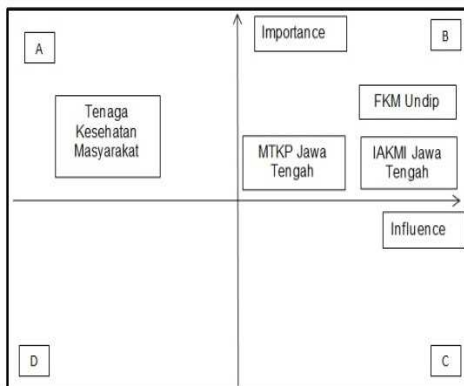 A
Importance
B
Tenaga
Kesehatan
Masyarakat
FKM Undip
MTKP Jawa
Tengah
IAKMI Jawa
Tengah
Influence
D
C